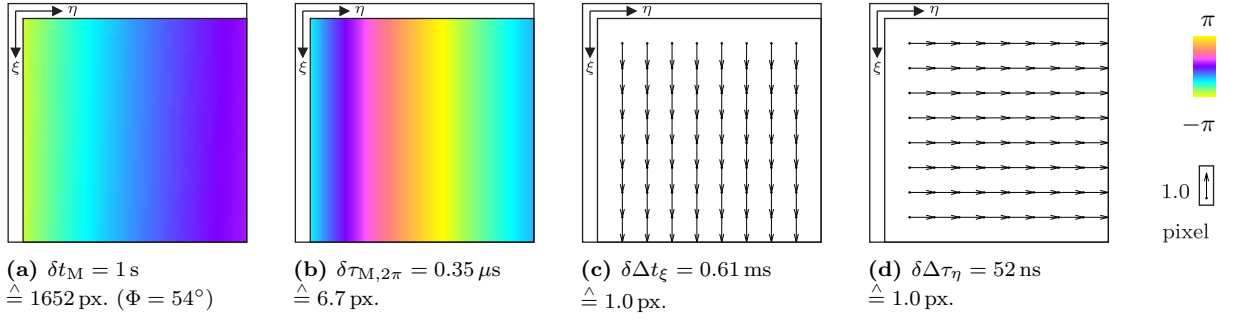 η
ξ
η
ξ
η
ξ
η
ξ
π
−π
1.0
pixel
(a) δt_M = 1 s
≙ 1652 px. (Φ = 54°)
(b) δτ_M,2π = 0.35 μs
≙ 6.7 px.
(c) δΔt_ξ = 0.61 ms
≙ 1.0 px.
(d) δΔτ_η = 52 ns
≙ 1.0 px.